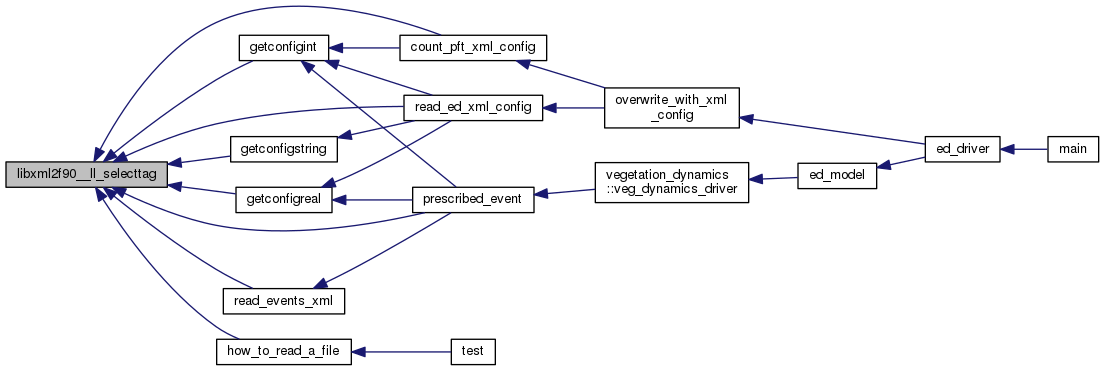 libxml2f90__ll_selecttag
getconfigint
getconfigstring
getconfigreal
read_events_xml
how_to_read_a_file
count_pft_xml_config
read_ed_xml_config
prescribed_event
test
overwrite_with_xml
_config
vegetation_dynamics
::veg_dynamics_driver
ed_model
ed_driver
main